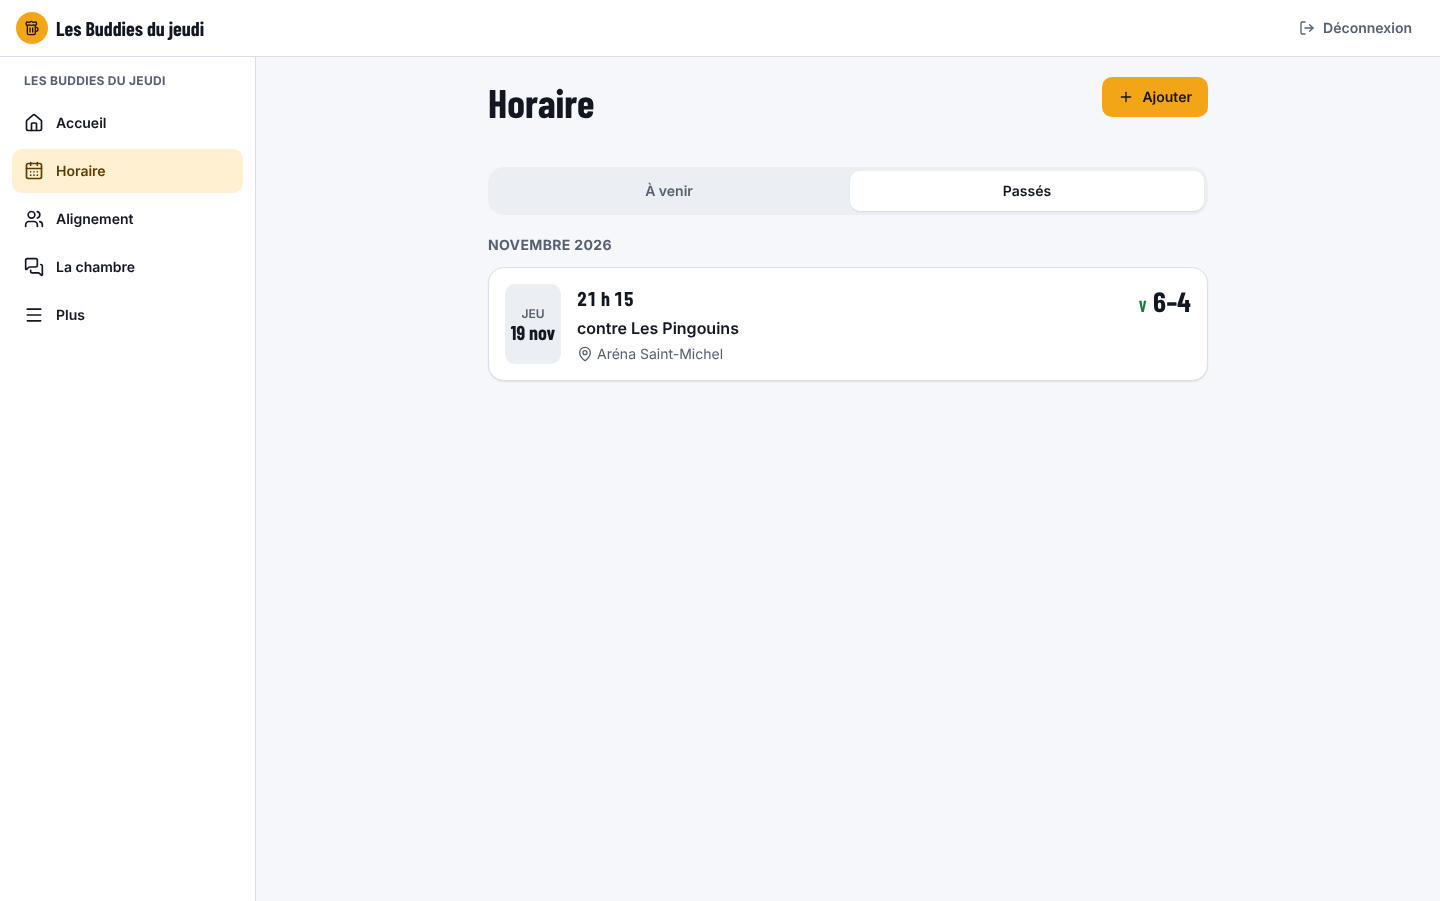 Les Buddies du jeudi
Déconnexion
LES BUDDIES DU JEUDI
Accueil
Horaire
Alignement
La chambre
Plus
Horaire
Ajouter
À venir
Passés
NOVEMBRE 2026
JEU
19 nov
21 h 15
contre Les Pingouins
Aréna Saint-Michel
V 6–4